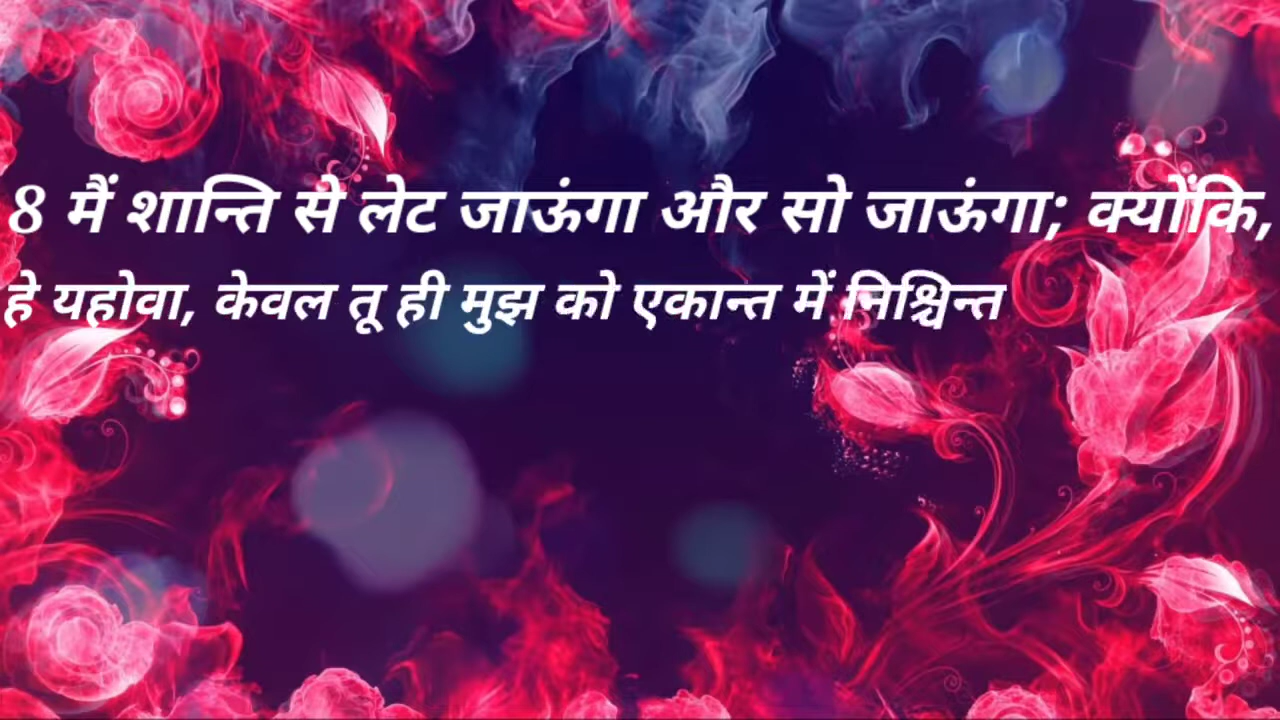 8 मैं शान्ति से लेट जाऊंगा और सो जाऊंगा; क्योंकि,
हे यहोवा, केवल तू ही मुझ को एकान्त में निश्चिन्त